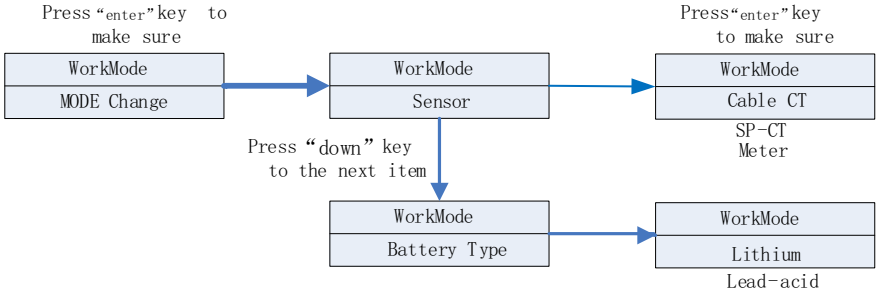 Press “enter” key to
make sure
WorkMode
MODE Change
WorkMode
Sensor
Press“enter”key
to make sure
WorkMode
Cable CT
SP-CT
Meter
Press “down” key
to the next item
WorkMode
Battery Type
WorkMode
Lithium
Lead-acid